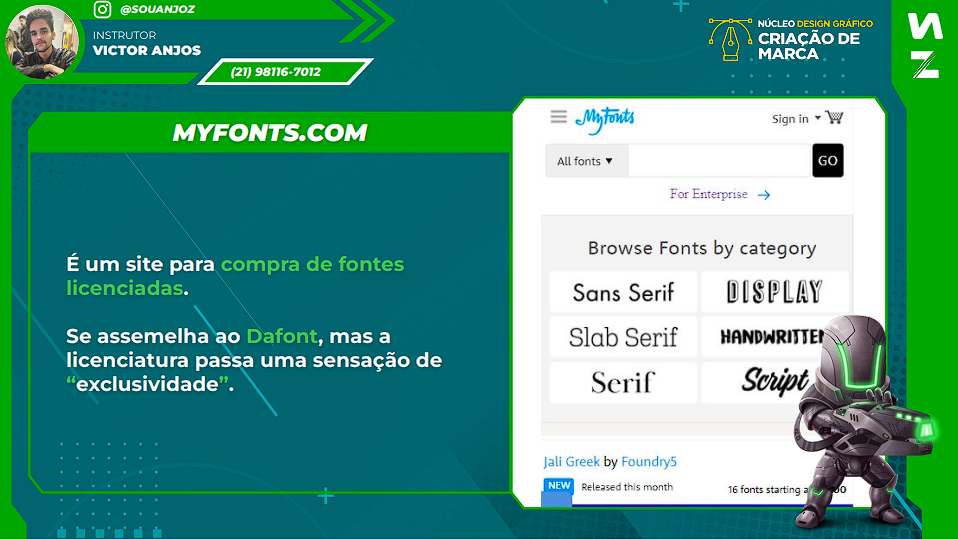 @SOUANJOZ
INSTRUTOR
VICTOR ANJOS
(21) 98116-7012
NÚCLEO DESIGN GRÁFICO
CRIAÇÃO DE
MARCA
MYFONTS.COM
É um site para compra de fontes
licenciadas.
Se assemelha ao Dafont, mas a
licenciatura passa uma sensação de
“exclusividade”.
MyFonts
Sign in
All fonts
GO
For Enterprise
Browse Fonts by category
Sans Serif
DISPLAY
Slab Serif
HANDWRITTEN
Serif
Script
Jali Greek by Foundry5
NEW Released this month
16 fonts starting